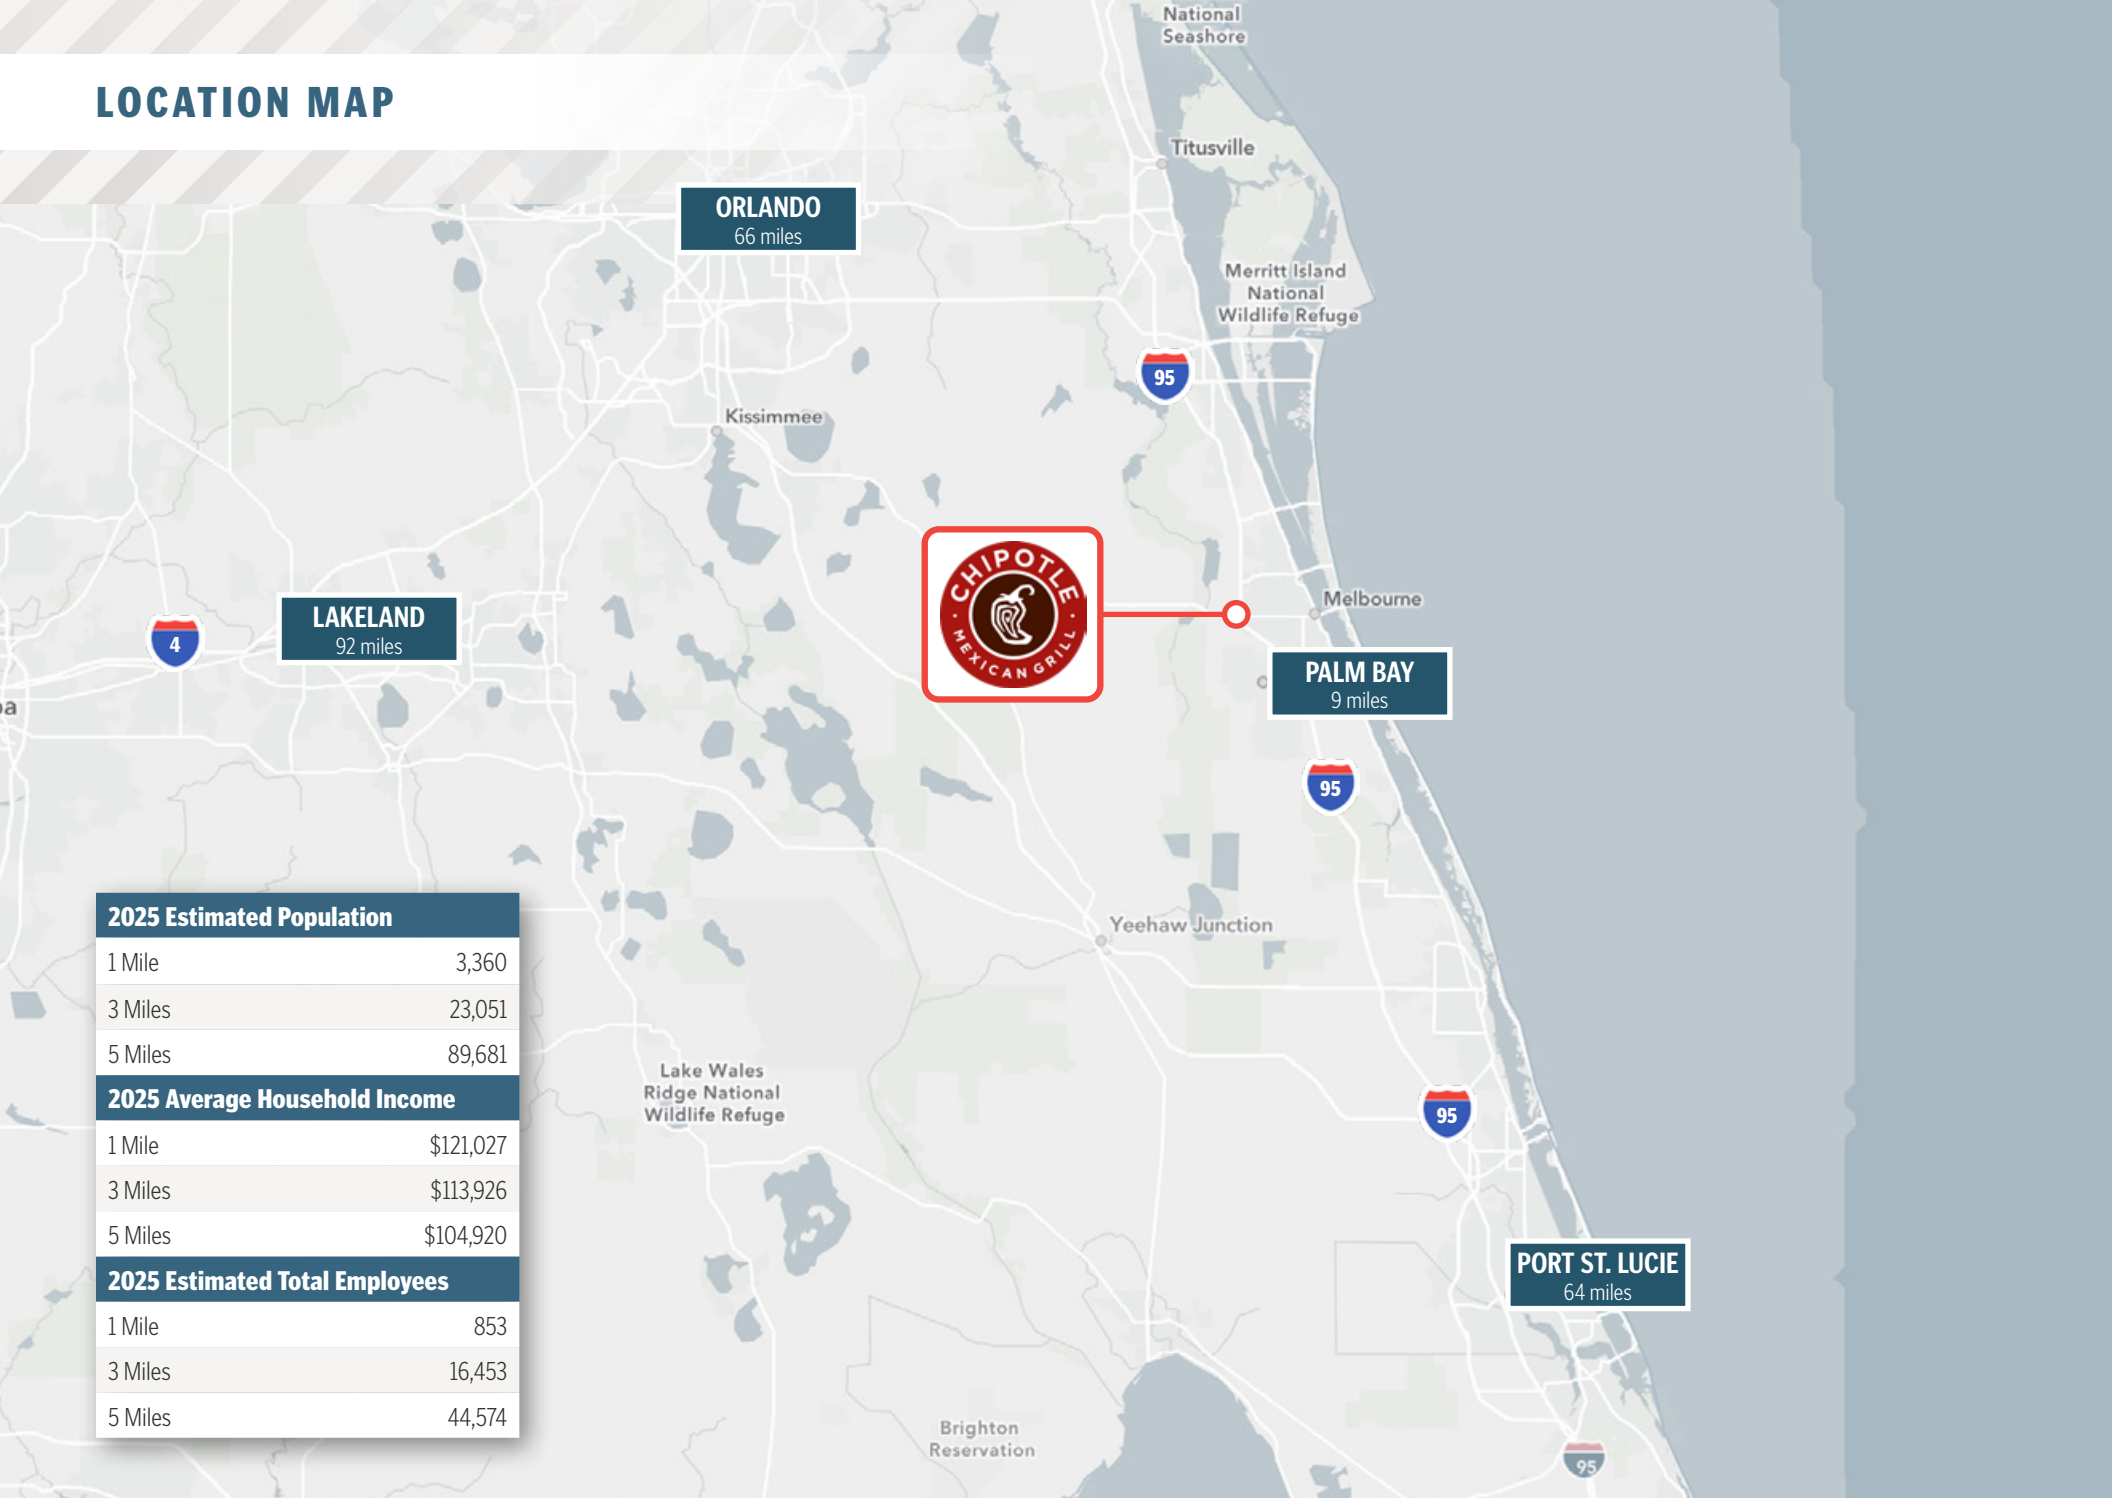 National
Seashore
LOCATION MAP
Titusville
ORLANDO
66 miles
Merritt Island
National
Wildlife Refuge
95
Kissimmee
CHIPOTLE
MEXICAN GRILL
Melbourne
LAKELAND
92 miles
4
PALM BAY
9 miles
95
2025 Estimated Population
1 Mile 3,360
3 Miles 23,051
5 Miles 89,681
2025 Average Household Income
1 Mile $121,027
3 Miles $113,926
5 Miles $104,920
2025 Estimated Total Employees
1 Mile 853
3 Miles 16,453
5 Miles 44,574
Yeehaw Junction
Lake Wales
Ridge National
Wildlife Refuge
95
PORT ST. LUCIE
64 miles
Brighton
Reservation
95